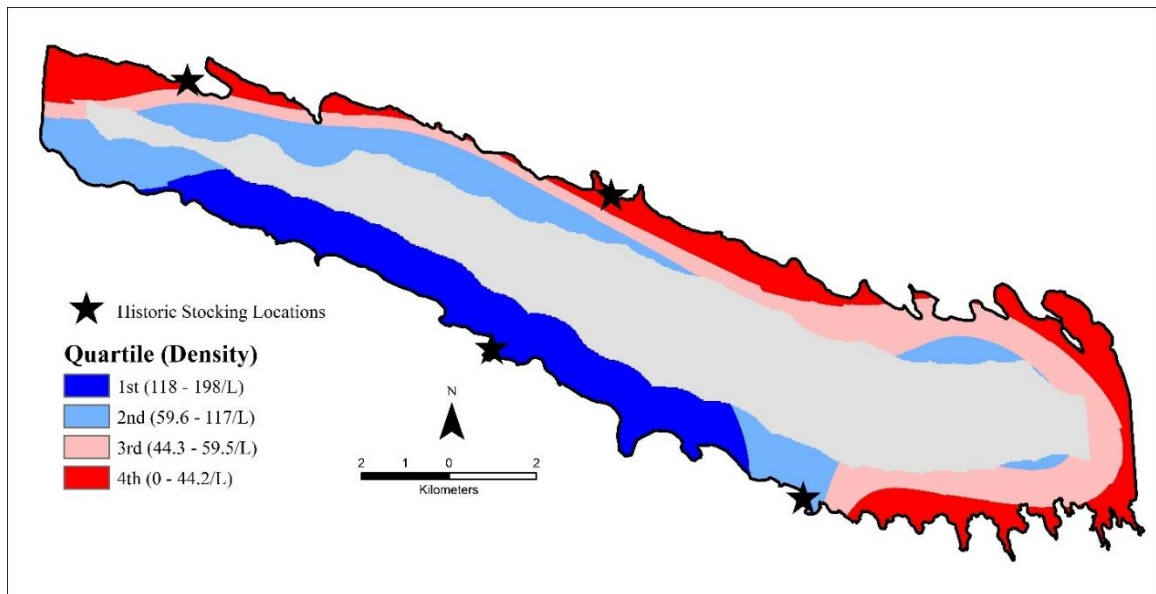 Historic Stocking Locations
Quartile (Density)
1st (118 - 198/L)
2nd (59.6 - 117/L)
3rd (44.3 - 59.5/L)
4th (0 - 44.2/L)
N
2 1 0 2
Kilometers